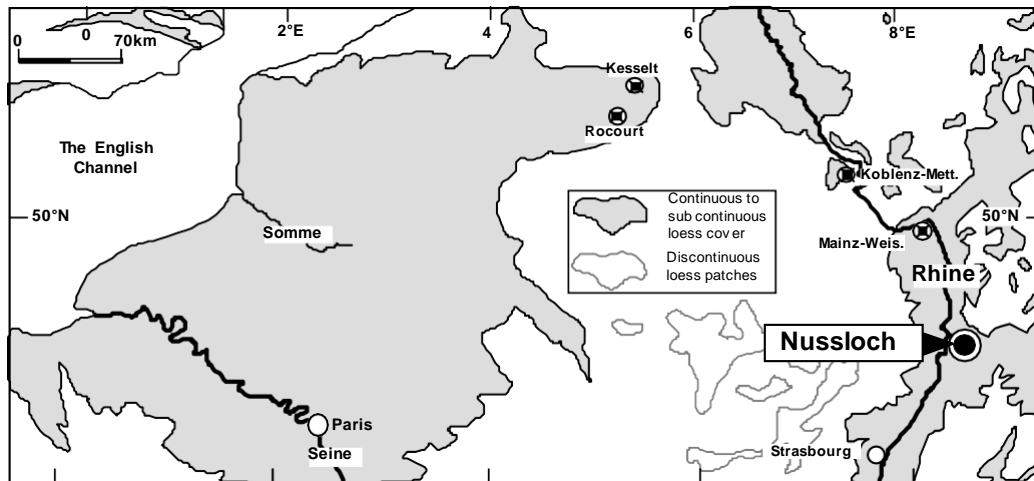 0 2°E 4 6 8°E
0 70km
Kesselt
Rocourt
The English
Channel
Koblenz-Mett.
Continuous to
sub continuous
loess cover
50°N
50°N
Somme
Mainz-Weis.
Discontinuous
loess patches
Rhine
Nussloch
Paris
Seine
Strasbourg